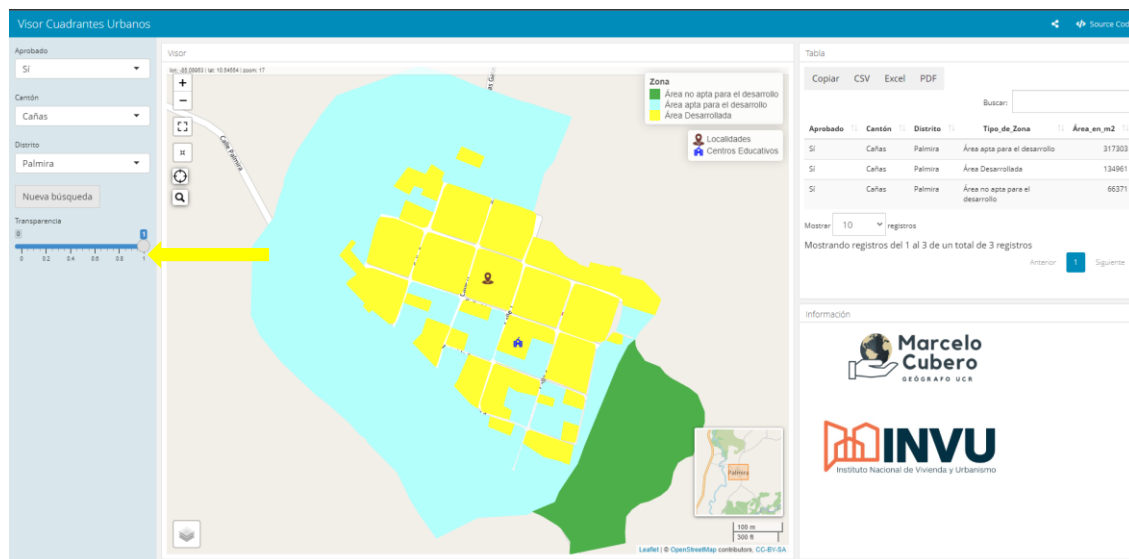 Visor Cuadrantes Urbanos
</> Source Cod
Aprobado
Sí
Cantón
Cañas
Distrito
Palmira
Nueva búsqueda
Transparencia
0 1
0 0.2 0.4 0.6 0.8 1
Visor
zoom: 17
+
−
Calle Palmira
Zona
Área no apta para el desarrollo
Área apta para el desarrollo
Área Desarrollada
Localidades
Centros Educativos
Palmira
100 m
300 ft
Leaflet | © OpenStreetMap contributors, CC-BY-SA
Tabla
Copiar CSV Excel PDF
Buscar:
Aprobado Cantón Distrito Tipo_de_Zona Área_en_m2
Sí Cañas Palmira Área apta para el desarrollo 317303
Sí Cañas Palmira Área Desarrollada 134961
Sí Cañas Palmira Área no apta para el desarrollo 66371
Mostrar 10 registros
Mostrando registros del 1 al 3 de un total de 3 registros
Anterior 1 Siguiente
Información
Marcelo
Cubero
GEÓGRAFO UCR
INVU
Instituto Nacional de Vivienda y Urbanismo